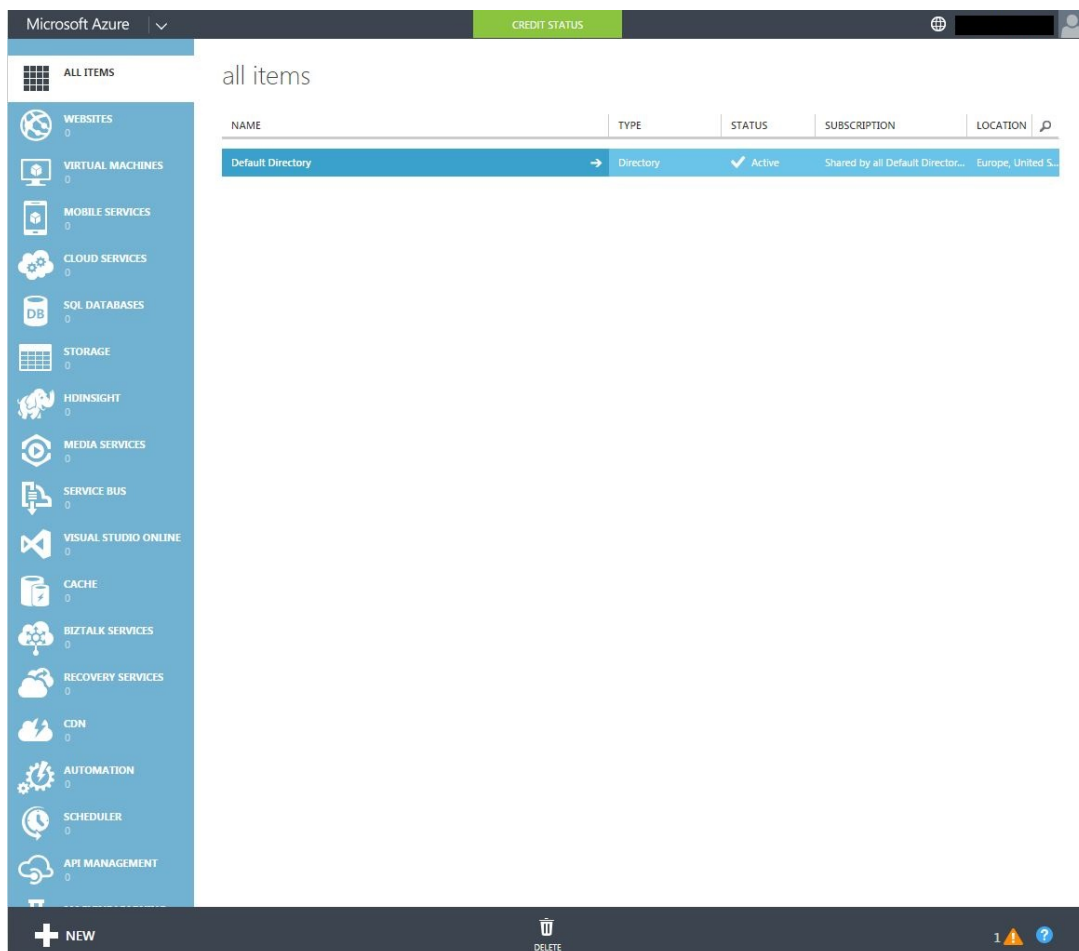 Microsoft Azure
CREDIT STATUS
ALL ITEMS
WEBSITES
0
VIRTUAL MACHINES
0
MOBILE SERVICES
0
CLOUD SERVICES
0
DB
SQL DATABASES
0
STORAGE
0
HDINSIGHT
0
MEDIA SERVICES
0
SERVICE BUS
0
VISUAL STUDIO ONLINE
0
CACHE
0
BIZTALK SERVICES
0
RECOVERY SERVICES
0
CDN
0
AUTOMATION
0
SCHEDULER
0
API MANAGEMENT
0
all items
NAME TYPE STATUS SUBSCRIPTION LOCATION
Default Directory Directory Active Shared by all Default Director... Europe, United S...
NEW
DELETE
1
?